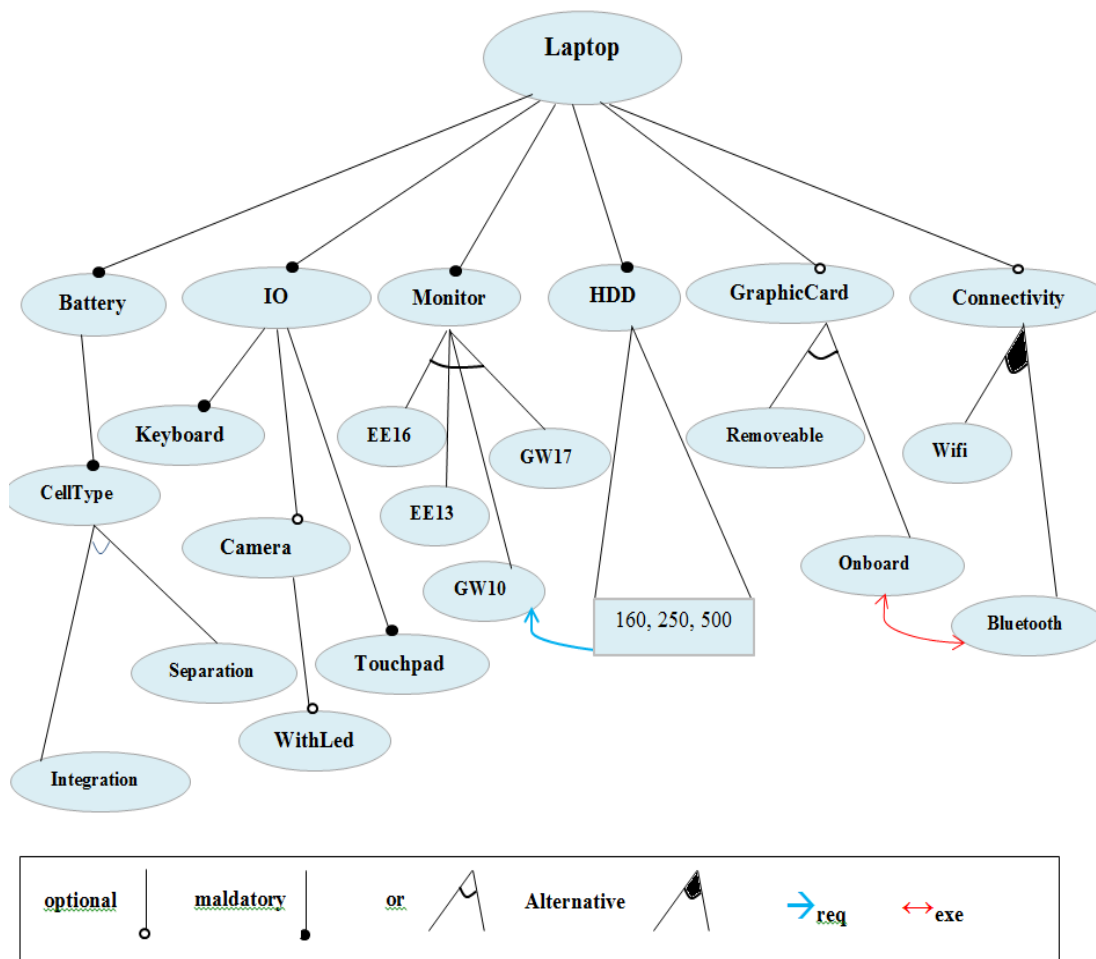 Laptop
Battery
IO
Monitor
HDD
GraphicCard
Connectivity
Keyboard
EE16
GW17
Removeable
Wifi
CellType
EE13
Camera
GW10
160, 250, 500
Onboard
Bluetooth
Separation
Touchpad
WithLed
Integration
optional maldatory or Alternative req exe